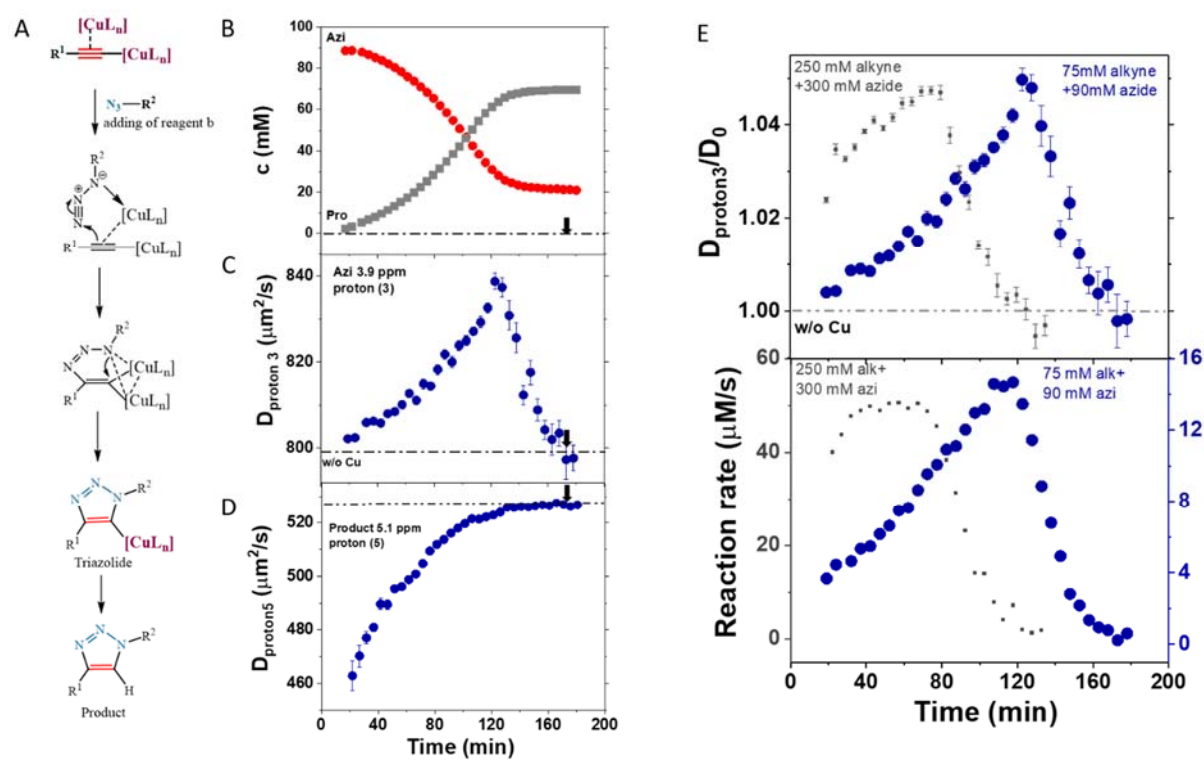 A
[CuLn]
R1
[CuLn]
N3—R2
adding of reagent b
R2
N⊖
⊕
N
N
[CuLn]
R1
[CuLn]
R2
N
N
N
[CuLn]
R1
[CuLn]
N
N
N
R2
R1
[CuLn]
Triazolide
N
N
N
R2
R1
H
Product
B
100
80
60
40
20
0
c (mM)
Azi
Pro
C
840
820
800
Dproton 3 (μm2/s)
Azi 3.9 ppm
proton (3)
w/o Cu
D
520
500
480
460
Dproton5 (μm2/s)
Product 5.1 ppm
proton (5)
0 40 80 120 160 200
Time (min)
E
1.04
1.02
1.00
Dproton3/D0
250 mM alkyne
+300 mM azide
75mM alkyne
+90mM azide
w/o Cu
60
40
20
0
Reaction rate (μM/s)
250 mM alk+
300 mM azi
75 mM alk+
90 mM azi
16
12
8
4
0
0 40 80 120 160 200
Time (min)